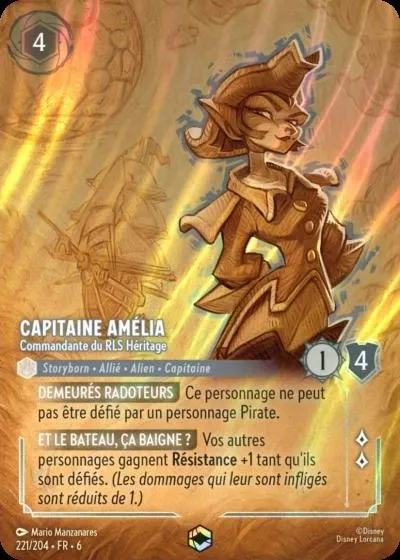 4
CAPITAINE AMÉLIA
Commandante du RLS Héritage
1 4
Storyborn • Allié • Alien • Capitaine
DEMEURÉS RADOTEURS Ce personnage ne peut
pas être défié par un personnage Pirate.
ET LE BATEAU, ÇA BAIGNE ? Vos autres
personnages gagnent Résistance +1 tant qu'ils
sont défiés. (Les dommages qui leur sont infligés
sont réduits de 1.)
Mario Manzanares
221/204 • FR • 6
©Disney
Disney Lorcana